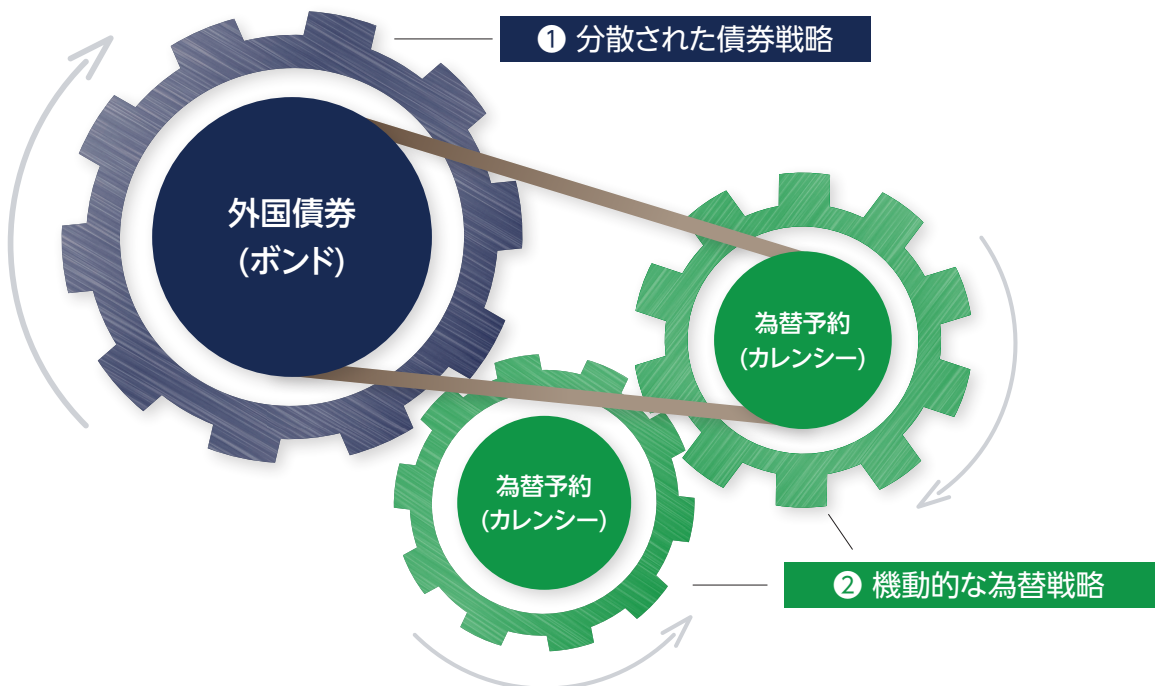 ❶ 分散された債券戦略
外国債券
(ボンド)
為替予約
(カレンシー)
為替予約
(カレンシー)
❷ 機動的な為替戦略